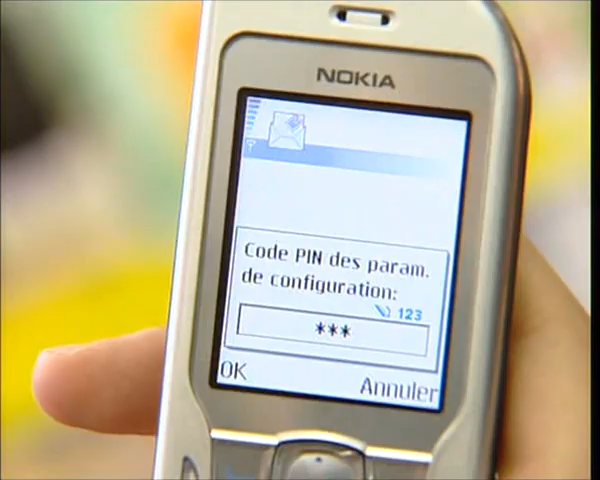 NOKIA
Code PIN des param.
de configuration:
123
***
OK
Annuler